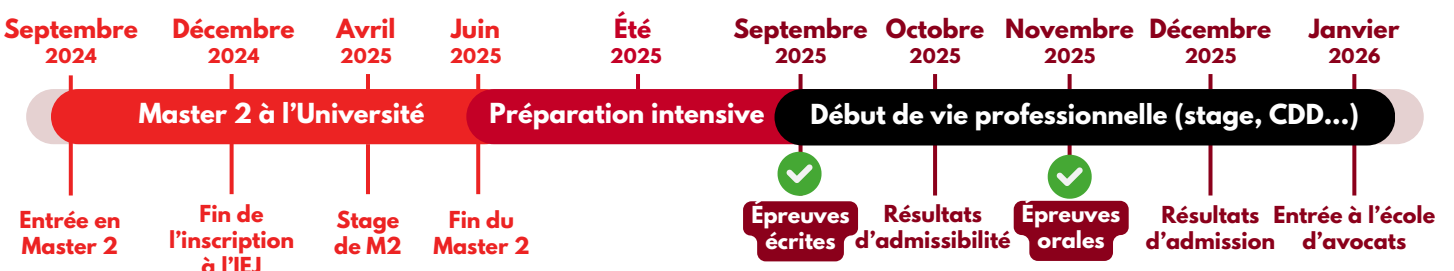 Septembre
2024
Décembre
2024
Avril
2025
Juin
2025
Été
2025
Septembre
2025
Octobre
2025
Novembre
2025
Décembre
2025
Janvier
2026
Master 2 à l'Université
Préparation intensive
Début de vie professionnelle (stage, CDD...)
Entrée en
Master 2
Fin de
l'inscription
à l'IEJ
Stage
de M2
Fin du
Master 2
Épreuves
écrites
Résultats
d'admissibilité
Épreuves
orales
Résultats
d'admission
Entrée à l'école
d'avocats